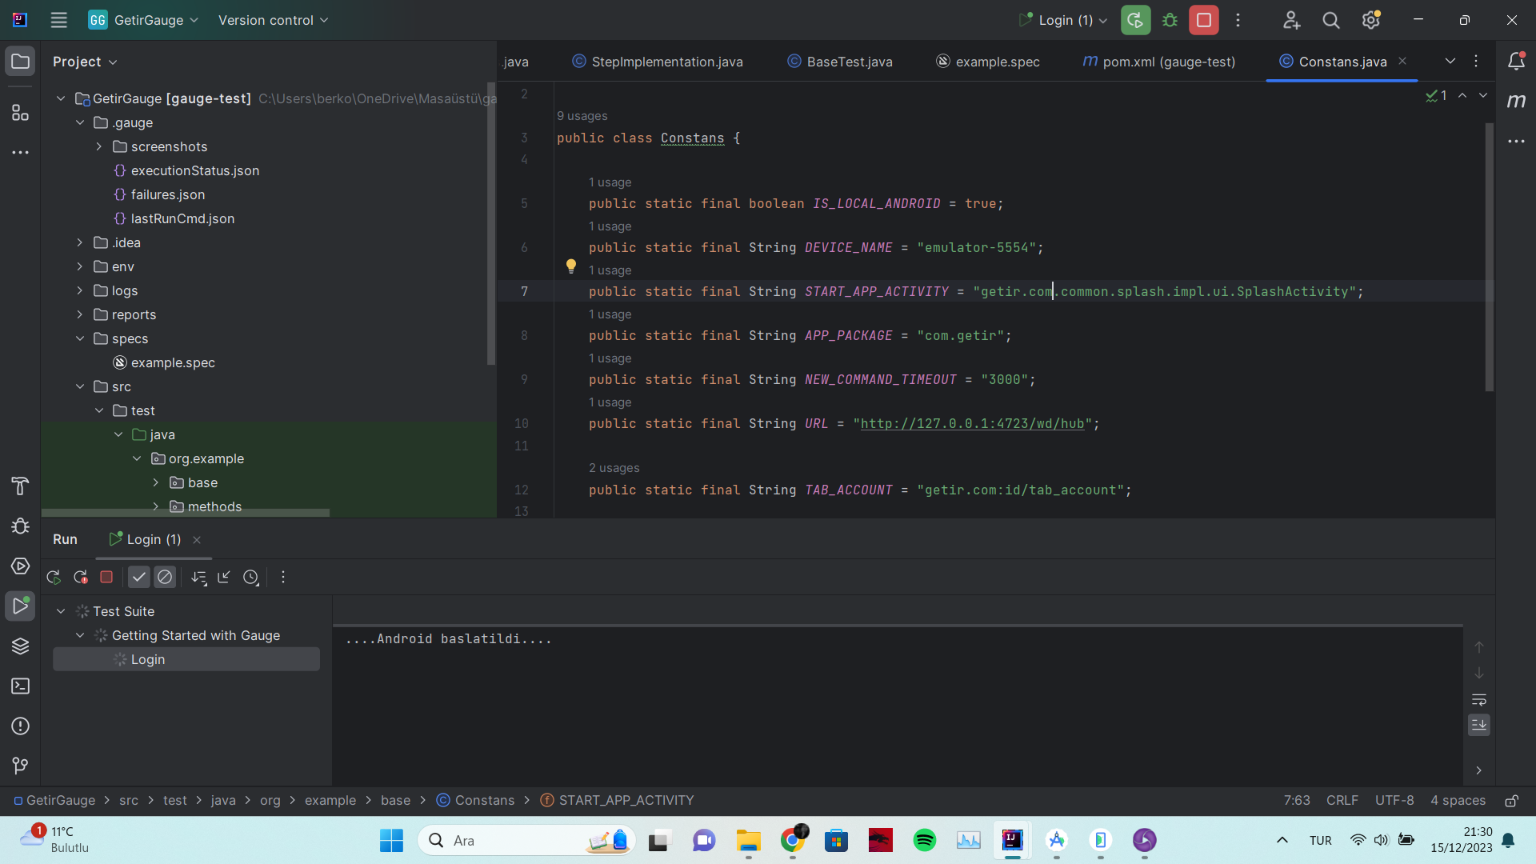 GG GetirGauge Version control Login (1)
Project
.java StepImplementation.java BaseTest.java example.spec pom.xml (gauge-test) Constans.java
GetirGauge [gauge-test] C:\Users\berko\OneDrive\Masaüstü\ga
.gauge
screenshots
executionStatus.json
failures.json
lastRunCmd.json
.idea
env
logs
reports
specs
example.spec
src
test
java
org.example
base
methods
1
2
9 usages
3 public class Constans {
4
1 usage
5 public static final boolean IS_LOCAL_ANDROID = true;
1 usage
6 public static final String DEVICE_NAME = "emulator-5554";
1 usage
7 public static final String START_APP_ACTIVITY = "getir.com.common.splash.impl.ui.SplashActivity";
1 usage
8 public static final String APP_PACKAGE = "com.getir";
1 usage
9 public static final String NEW_COMMAND_TIMEOUT = "3000";
1 usage
10 public static final String URL = "http://127.0.0.1:4723/wd/hub";
11
2 usages
12 public static final String TAB_ACCOUNT = "getir.com:id/tab_account";
13
Run Login (1)
Test Suite
Getting Started with Gauge
Login
....Android baslatildi....
GetirGauge > src > test > java > org > example > base > Constans > START_APP_ACTIVITY 7:63 CRLF UTF-8 4 spaces
1 11°C
Bulutlu
Ara
TUR
21:30
15/12/2023